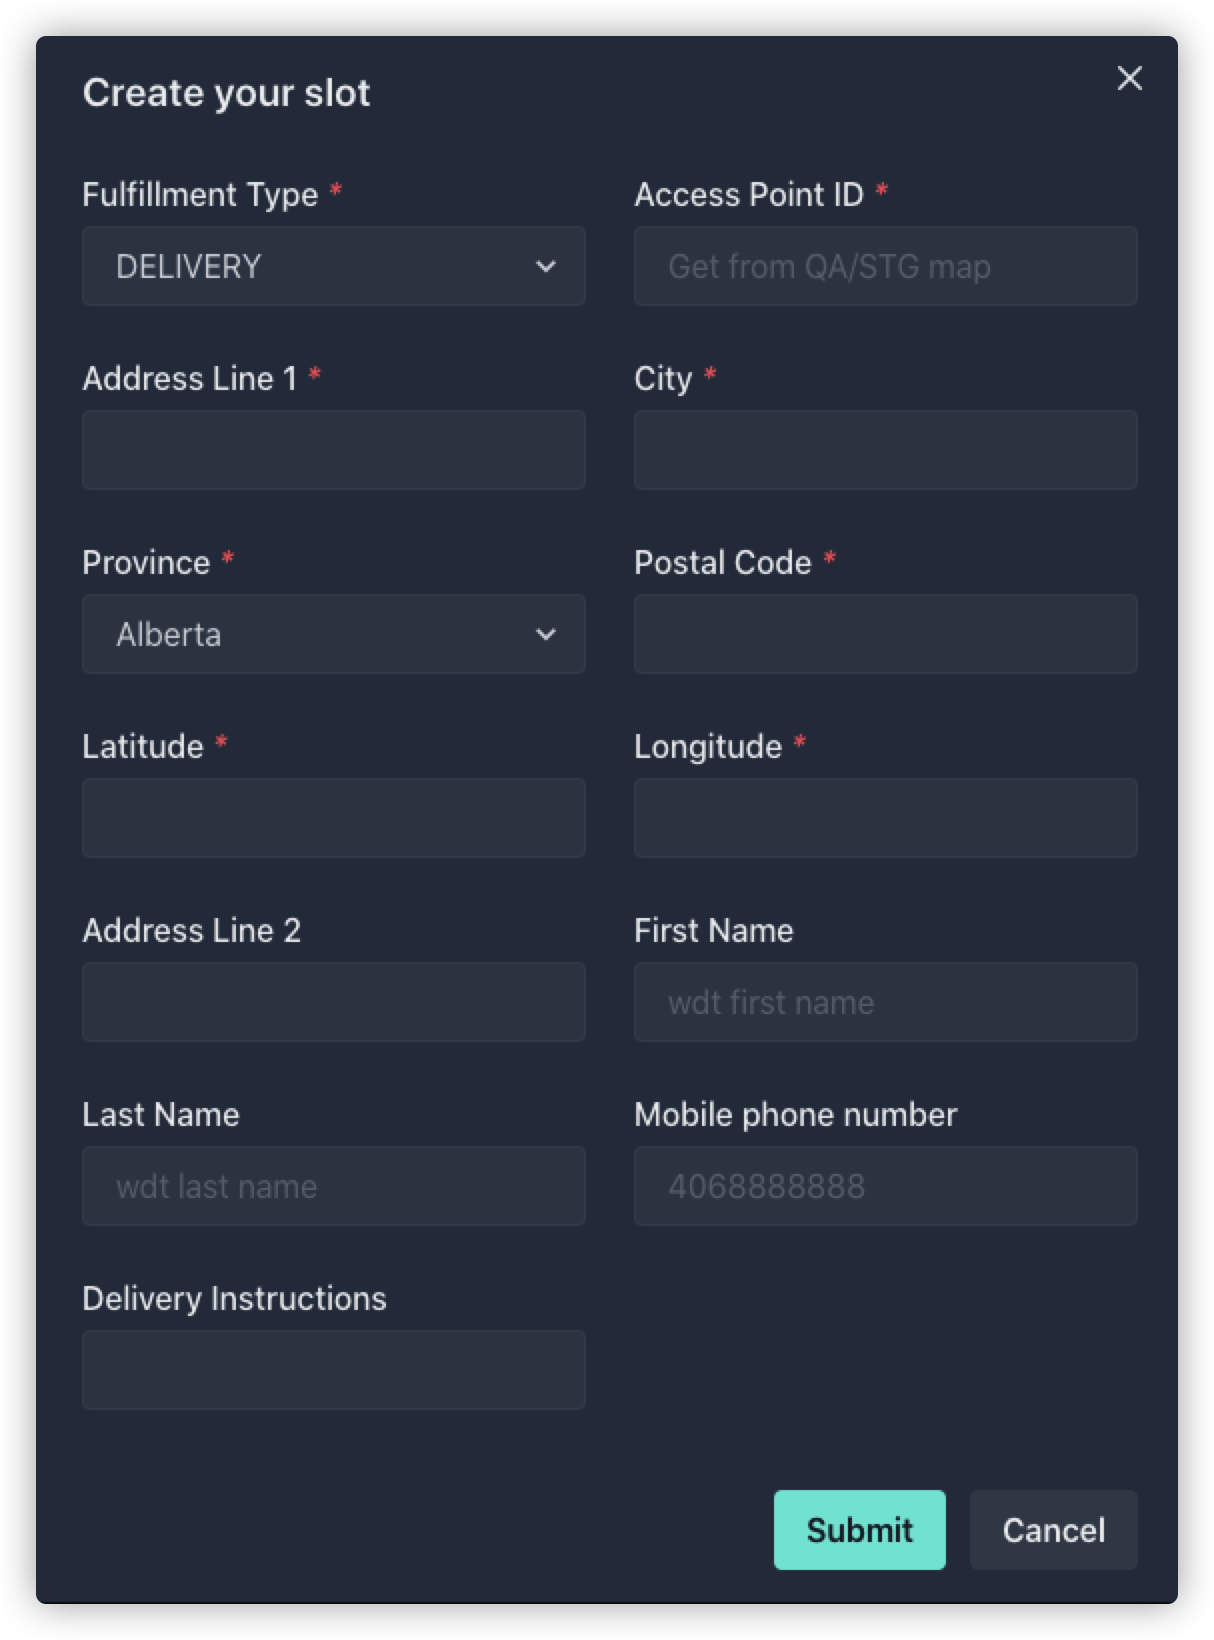 Create your slot
Fulfillment Type *
Access Point ID *
DELIVERY
Get from QA/STG map
Address Line 1 *
City *
Province *
Postal Code *
Alberta
Latitude *
Longitude *
Address Line 2
First Name
wdt first name
Last Name
Mobile phone number
wdt last name
4068888888
Delivery Instructions
Submit
Cancel